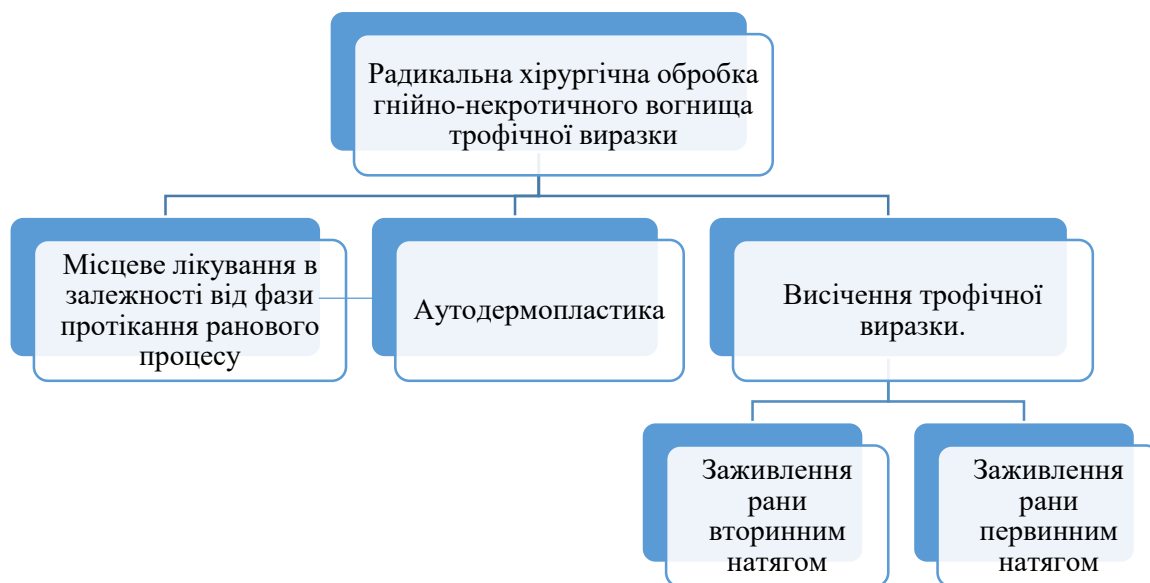 Радикальна хірургічна обробка
гнійно-некротичного вогнища
трофічної виразки
Місцеве лікування в
залежності від фази
протікання ранового
процесу
Аутодермопластика
Висічення трофічної
виразки.
Заживлення
рани
вторинним
натягом
Заживлення
рани
первинним
натягом